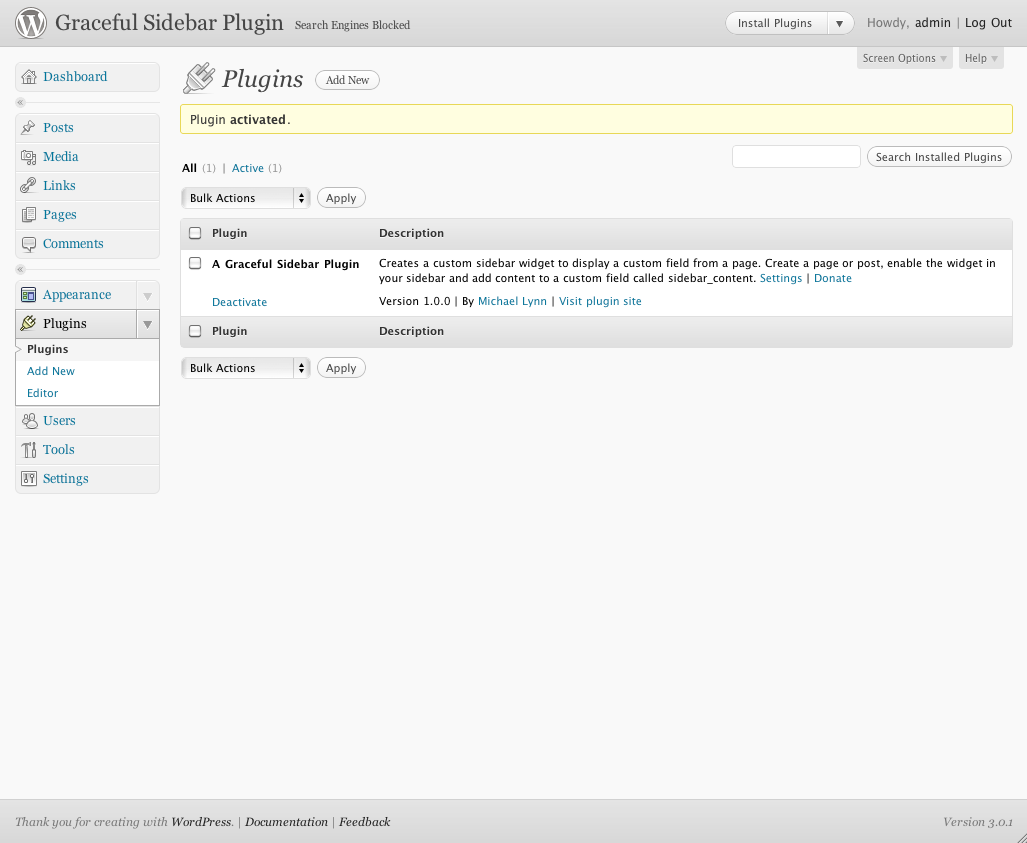 Graceful Sidebar Plugin Search Engines Blocked
Install Plugins
Howdy, admin | Log Out
Screen Options
Help
Dashboard
Posts
Media
Links
Pages
Comments
Appearance
Plugins
Plugins
Add New
Editor
Users
Tools
Settings
Plugins Add New
Plugin activated.
All (1) | Active (1)
Search Installed Plugins
Bulk Actions Apply
Plugin Description
A Graceful Sidebar Plugin
Deactivate
Creates a custom sidebar widget to display a custom field from a page. Create a page or post, enable the widget in
your sidebar and add content to a custom field called sidebar_content. Settings | Donate
Version 1.0.0 | By Michael Lynn | Visit plugin site
Plugin Description
Bulk Actions Apply
Thank you for creating with WordPress. | Documentation | Feedback
Version 3.0.1